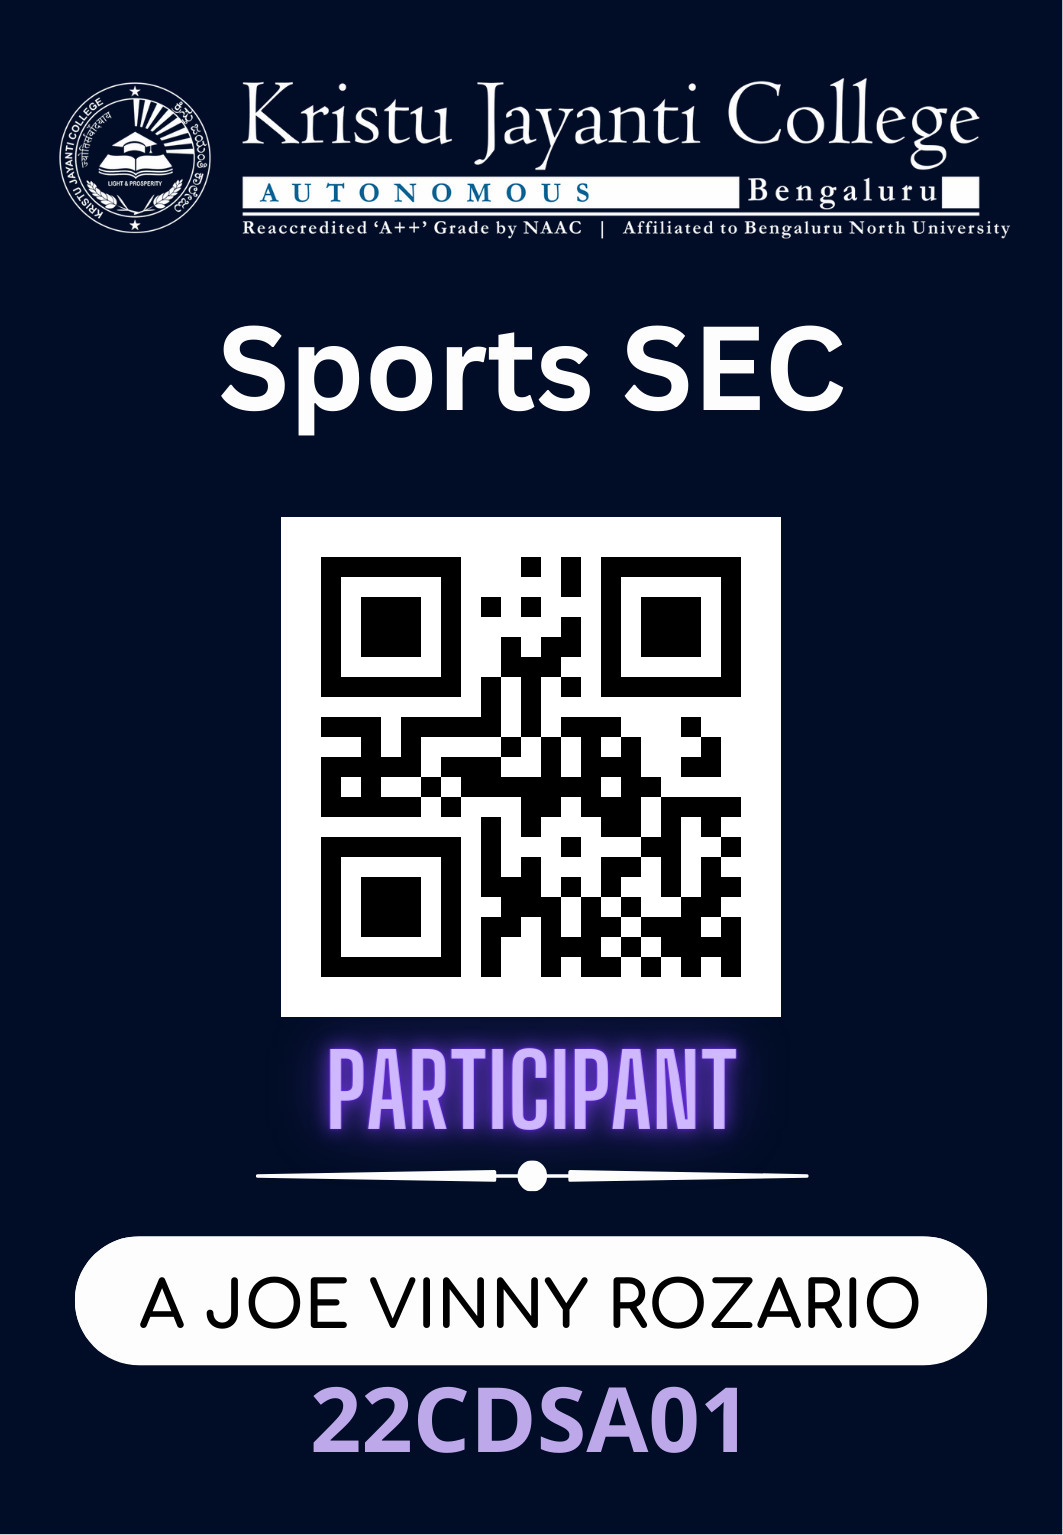 Kristu Jayanti College
AUTONOMOUS Bengaluru
Reaccredited ‘A++’ Grade by NAAC | Affiliated to Bengaluru North University
KRISTU JAYANTI COLLEGE
ಕ್ರಿಸ್ತು ಜಯಂತಿ ಕಾಲೇಜು
LIGHT & PROSPERITY
Sports SEC
PARTICIPANT
A JOE VINNY ROZARIO
22CDSA01